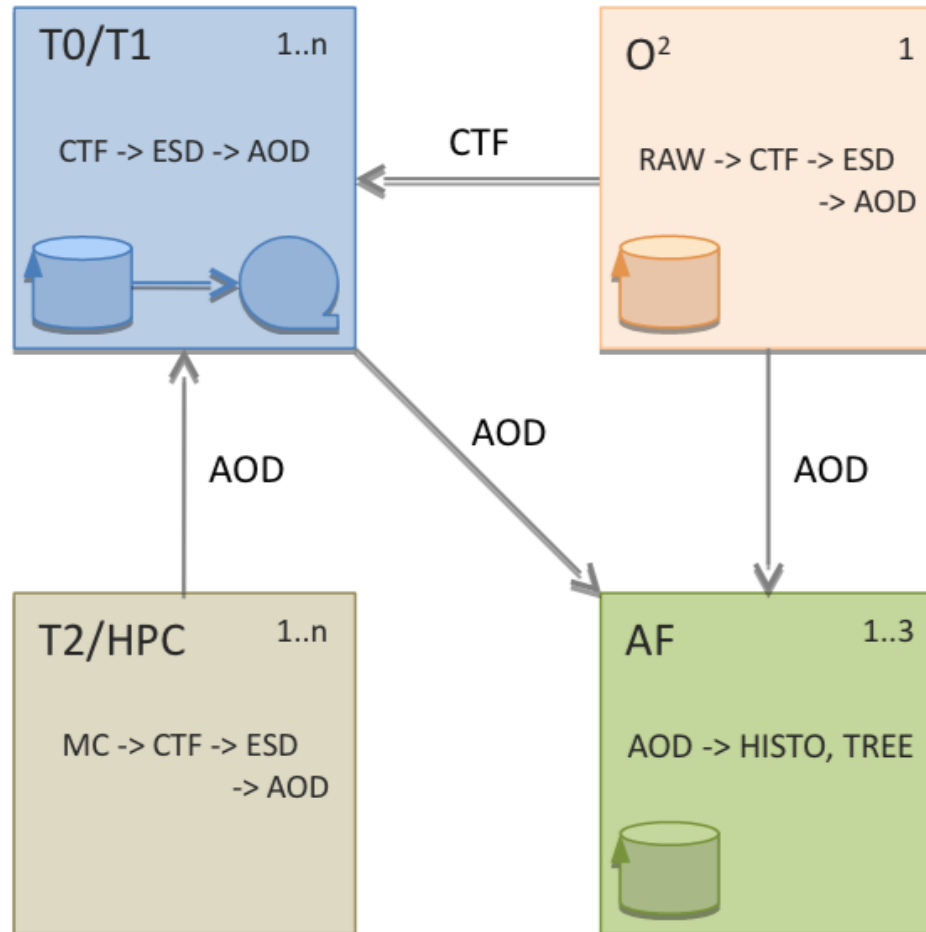 T0/T1
1..n
CTF -> ESD -> AOD
CTF
O²
1
RAW -> CTF -> ESD
-> AOD
AOD
AOD
AOD
T2/HPC
1..n
MC -> CTF -> ESD
-> AOD
AF
1..3
AOD -> HISTO, TREE